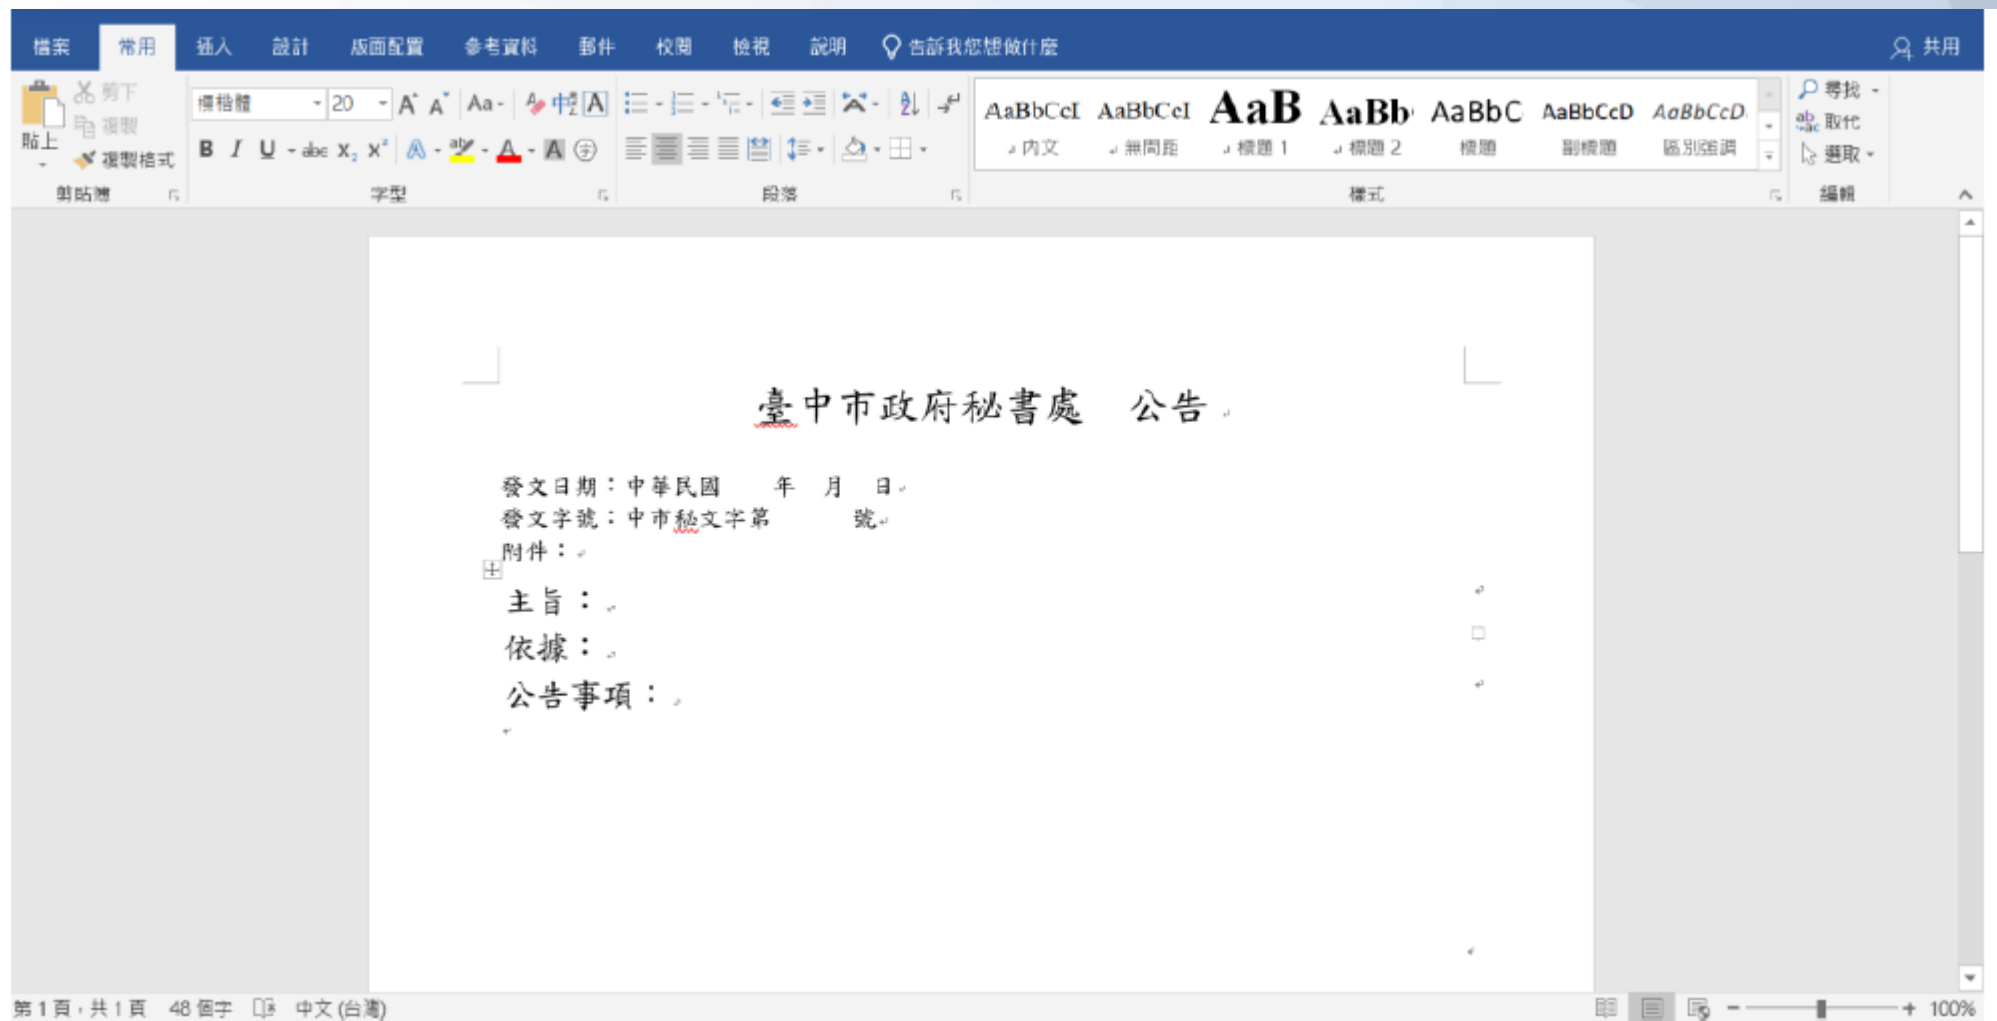 檔案 常用 插入 設計 版面配置 參考資料 郵件 校閱 檢視 說明 告訴我您想做什麼 共用
剪下 標楷體 20 AaBbCcI AaBbCcI AaB AaBb AaBbC AaBbCcD AaBbCcD 尋找
複製 取代
貼上 複製格式 內文 無間距 標題 1 標題 2 標題 副標題 區別強調 選取
剪貼簿 字型 段落 樣式 編輯
臺中市政府秘書處 公告
發文日期：中華民國 年 月 日
發文字號：中市秘文字第 號
附件：
主旨：
依據：
公告事項：
第 1 頁，共 1 頁 48 個字 中文 (台灣) 100%